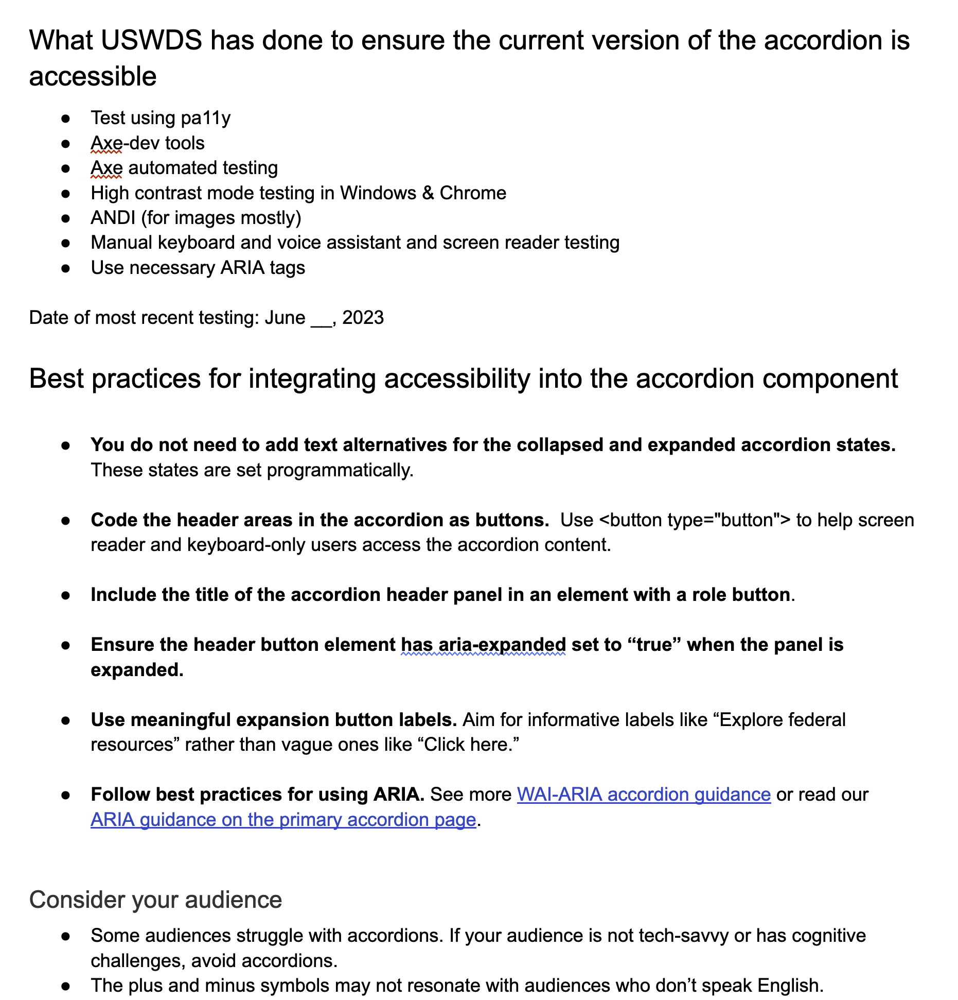 What USWDS has done to ensure the current version of the accordion is
accessible
● Test using pa11y
● Axe-dev tools
● Axe automated testing
● High contrast mode testing in Windows & Chrome
● ANDI (for images mostly)
● Manual keyboard and voice assistant and screen reader testing
● Use necessary ARIA tags
Date of most recent testing: June __, 2023
Best practices for integrating accessibility into the accordion component
● You do not need to add text alternatives for the collapsed and expanded accordion states.
These states are set programmatically.
● Code the header areas in the accordion as buttons.  Use <button type="button"> to help screen
reader and keyboard-only users access the accordion content.
● Include the title of the accordion header panel in an element with a role button.
● Ensure the header button element has aria-expanded set to “true” when the panel is
expanded.
● Use meaningful expansion button labels. Aim for informative labels like “Explore federal
resources” rather than vague ones like “Click here.”
● Follow best practices for using ARIA. See more WAI-ARIA accordion guidance or read our
ARIA guidance on the primary accordion page.
Consider your audience
● Some audiences struggle with accordions. If your audience is not tech-savvy or has cognitive
challenges, avoid accordions.
● The plus and minus symbols may not resonate with audiences who don’t speak English.